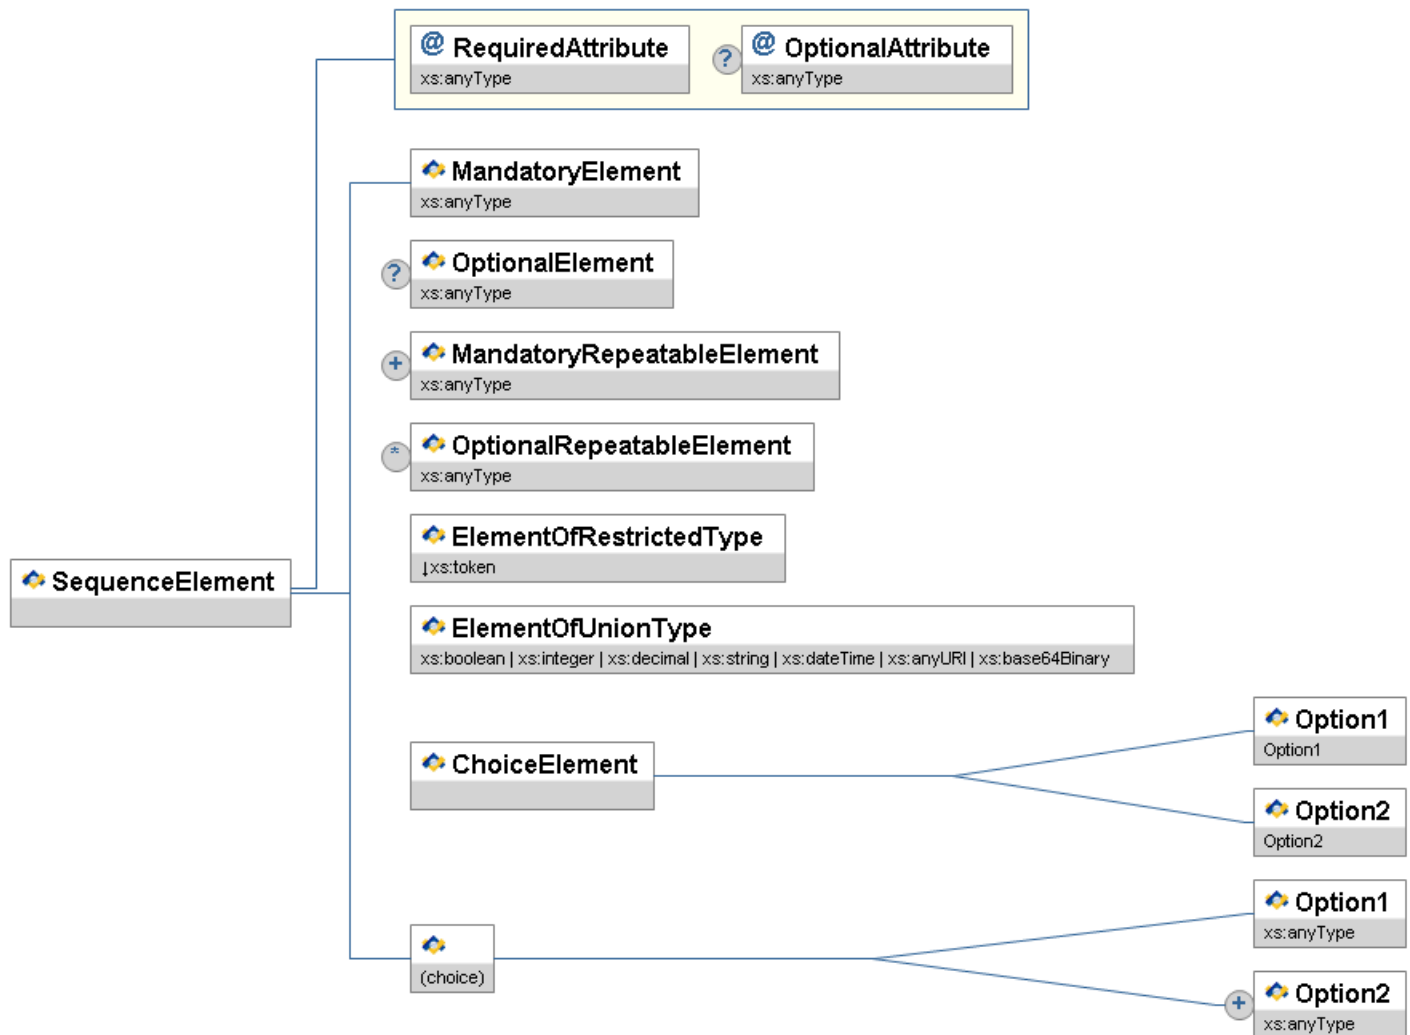 @ RequiredAttribute
xs:anyType
? @ OptionalAttribute
xs:anyType
MandatoryElement
xs:anyType
? OptionalElement
xs:anyType
+ MandatoryRepeatableElement
xs:anyType
* OptionalRepeatableElement
xs:anyType
ElementOfRestrictedType
↓xs:token
SequenceElement
ElementOfUnionType
xs:boolean | xs:integer | xs:decimal | xs:string | xs:dateTime | xs:anyURI | xs:base64Binary
ChoiceElement
Option1
Option1
Option2
Option2
(choice)
Option1
xs:anyType
+ Option2
xs:anyType